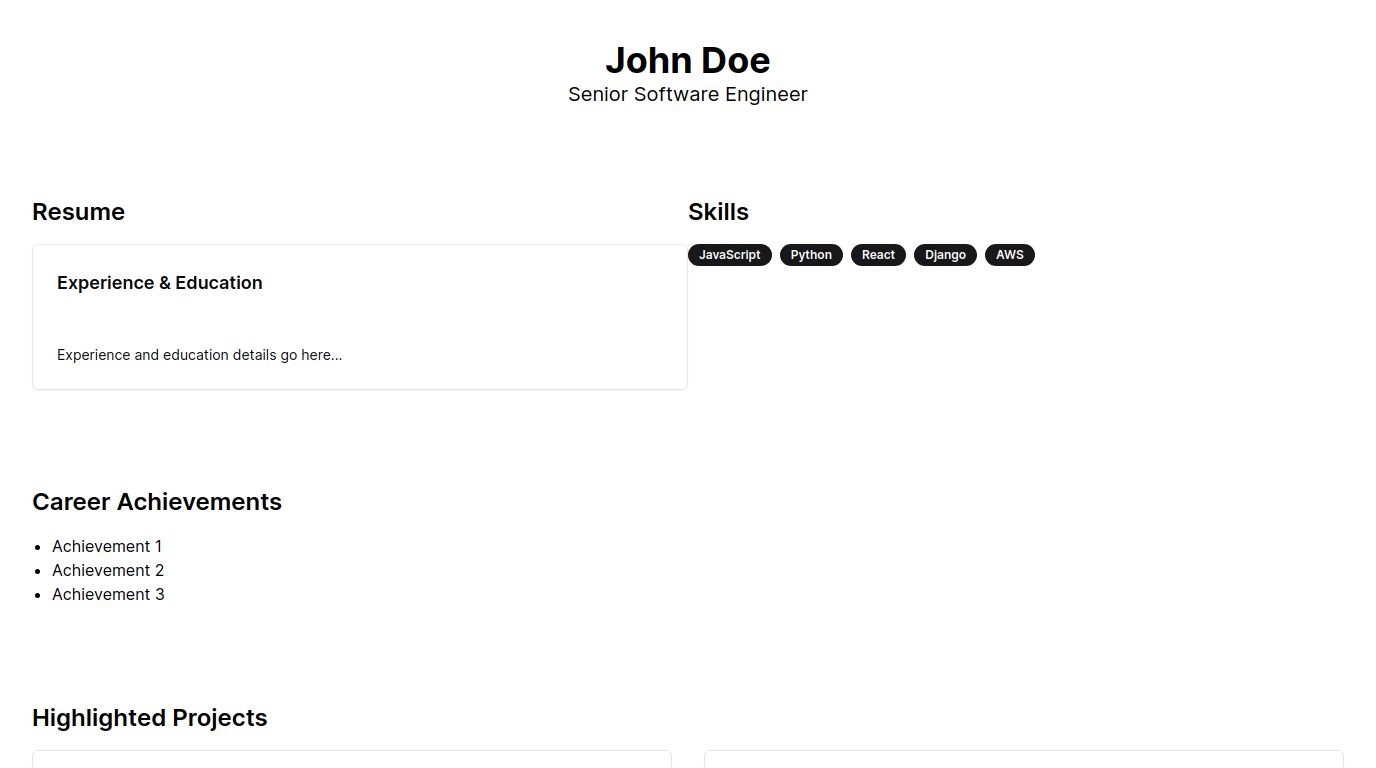 John Doe
Senior Software Engineer
Resume
Experience & Education
Experience and education details go here...
Skills
JavaScript Python React Django AWS
Career Achievements
• Achievement 1
• Achievement 2
• Achievement 3
Highlighted Projects